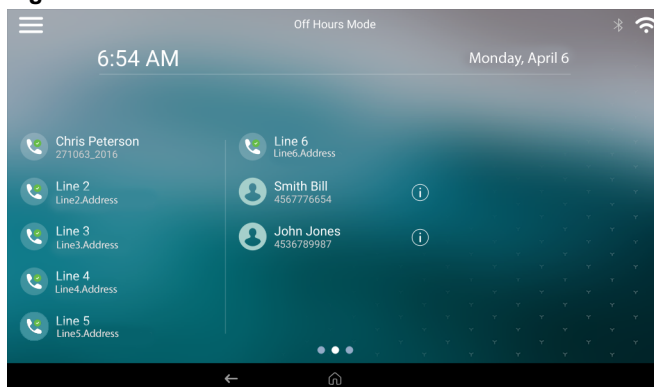 Off Hours Mode
6:54 AM
Monday, April 6
Chris Peterson
271063_2016
Line 2
Line2.Address
Line 3
Line3.Address
Line 4
Line4.Address
Line 5
Line5.Address
Line 6
Line6.Address
Smith Bill
4567776654
John Jones
4536789987